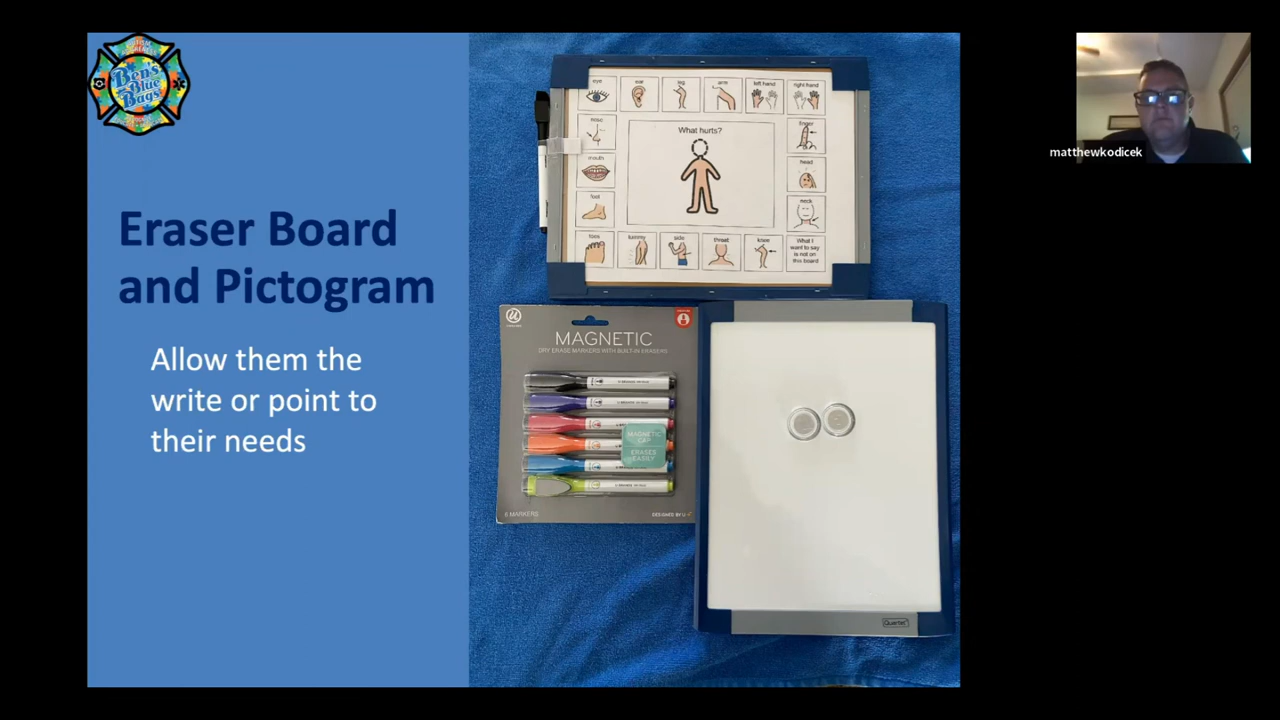 Ben's
Blue
Bags
Eraser Board
and Pictogram
Allow them the
write or point to
their needs
eye
ear
leg
arm
left hand
right hand
nose
What hurts?
finger
mouth
head
foot
neck
toes
tummy
side
throat
knee
What I
want to say
is not on
this board
MAGNETIC
DRY ERASE MARKERS WITH BUILT-IN ERASERS
MAGNETIC
CAP
ERASES
EASILY
6 MARKERS
DESIGNED BY U
Quartet
matthewkodicek